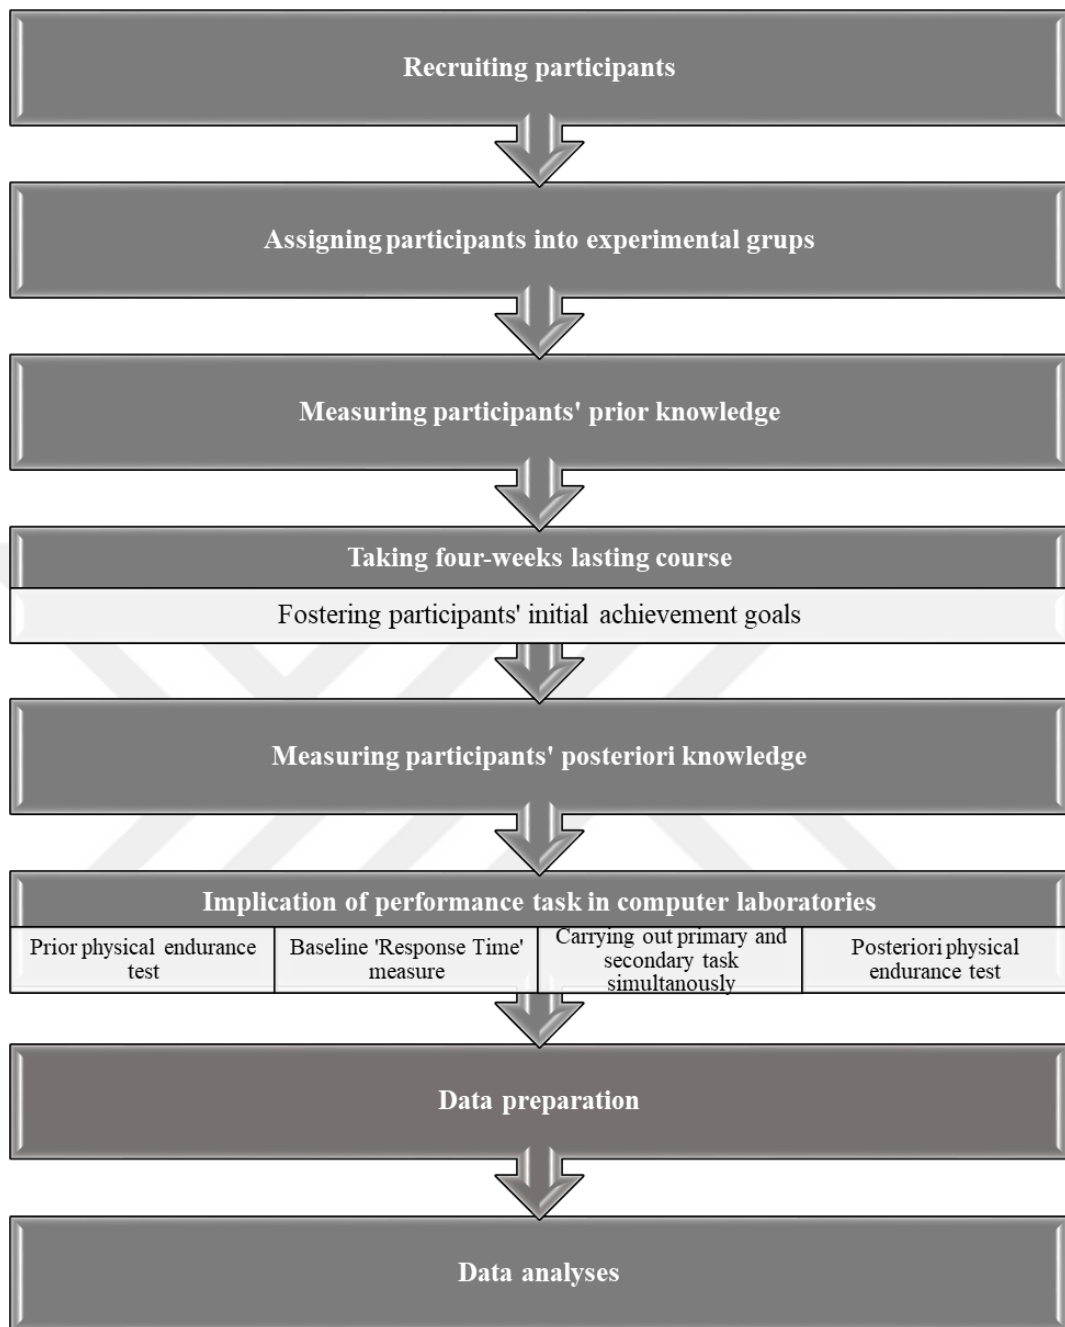 Recruiting participants
Assigning participants into experimental grups
Measuring participants' prior knowledge
Taking four-weeks lasting course
Fostering participants' initial achievement goals
Measuring participants' posteriori knowledge
Implication of performance task in computer laboratories
Prior physical endurance
test
Baseline 'Response Time'
measure
Carrying out primary and
secondary task
simultanously
Posteriori physical
endurance test
Data preparation
Data analyses